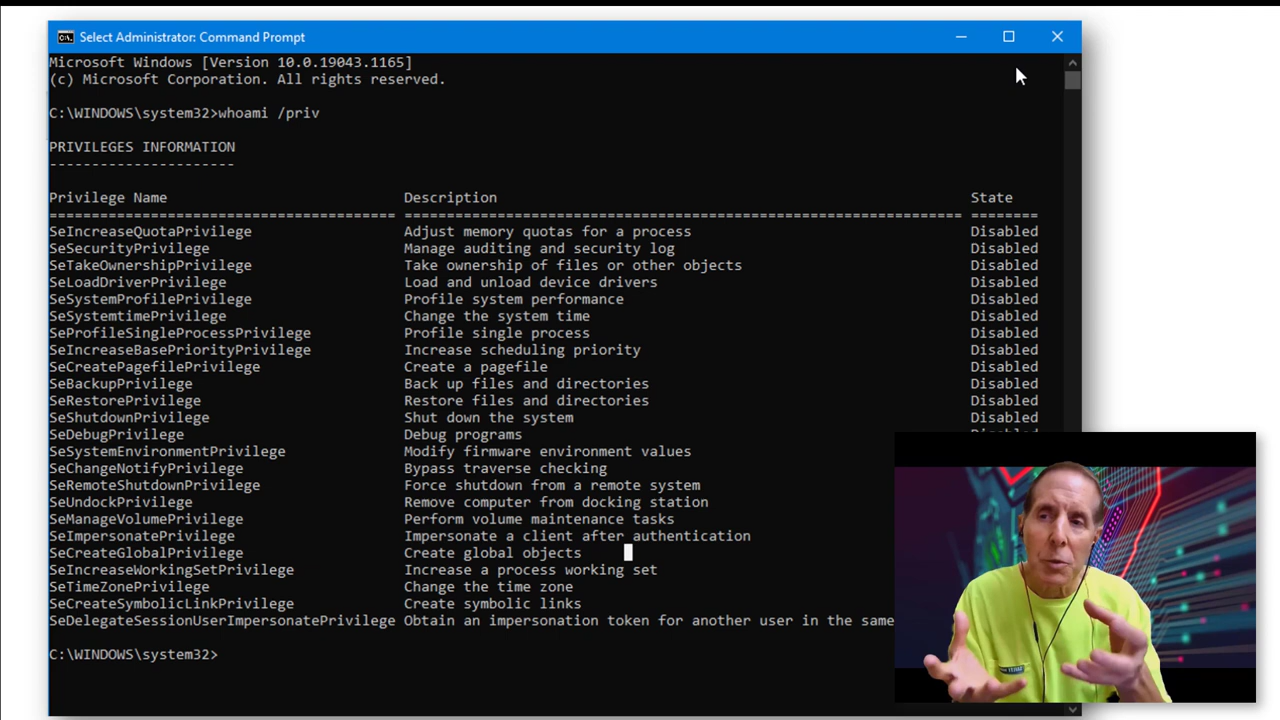 Select Administrator: Command Prompt
Microsoft Windows [Version 10.0.19043.1165]
(c) Microsoft Corporation. All rights reserved.
C:\WINDOWS\system32>whoami /priv
PRIVILEGES INFORMATION
----------------------
Privilege Name Description State
========================================= ================================================================== ========
SeIncreaseQuotaPrivilege Adjust memory quotas for a process Disabled
SeSecurityPrivilege Manage auditing and security log Disabled
SeTakeOwnershipPrivilege Take ownership of files or other objects Disabled
SeLoadDriverPrivilege Load and unload device drivers Disabled
SeSystemProfilePrivilege Profile system performance Disabled
SeSystemtimePrivilege Change the system time Disabled
SeProfileSingleProcessPrivilege Profile single process Disabled
SeIncreaseBasePriorityPrivilege Increase scheduling priority Disabled
SeCreatePagefilePrivilege Create a pagefile Disabled
SeBackupPrivilege Back up files and directories Disabled
SeRestorePrivilege Restore files and directories Disabled
SeShutdownPrivilege Shut down the system Disabled
SeDebugPrivilege Debug programs
SeSystemEnvironmentPrivilege Modify firmware environment values
SeChangeNotifyPrivilege Bypass traverse checking
SeRemoteShutdownPrivilege Force shutdown from a remote system
SeUndockPrivilege Remove computer from docking station
SeManageVolumePrivilege Perform volume maintenance tasks
SeImpersonatePrivilege Impersonate a client after authentication
SeCreateGlobalPrivilege Create global objects
SeIncreaseWorkingSetPrivilege Increase a process working set
SeTimeZonePrivilege Change the time zone
SeCreateSymbolicLinkPrivilege Create symbolic links
SeDelegateSessionUserImpersonatePrivilege Obtain an impersonation token for another user in the same
C:\WINDOWS\system32>